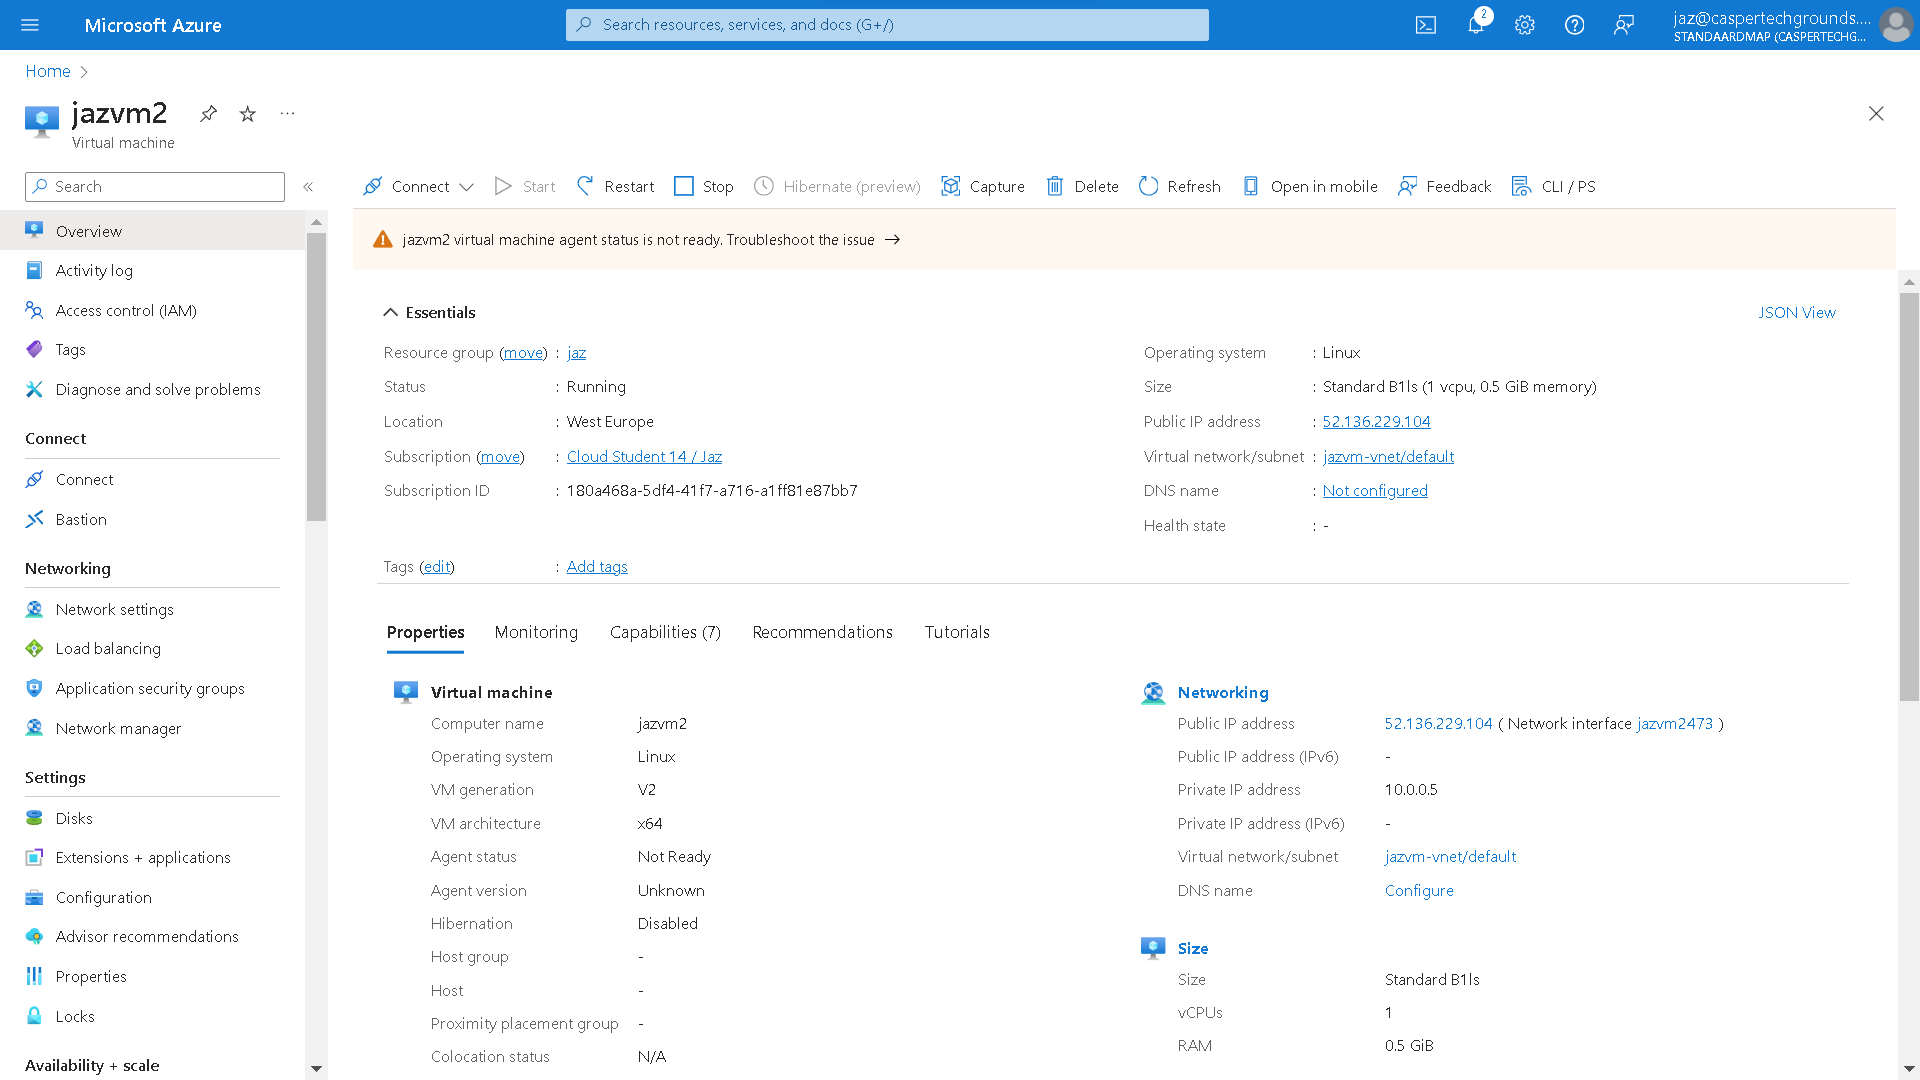 Microsoft Azure
Search resources, services, and docs (G+/)
2
jaz@caspertechgrounds....
STANDAARDMAP (CASPERTECHG...
Home
jazvm2
...
Virtual machine
Search
«
Connect
Start
Restart
Stop
Hibernate (preview)
Capture
Delete
Refresh
Open in mobile
Feedback
CLI / PS
Overview
Activity log
Access control (IAM)
Tags
Diagnose and solve problems
Connect
Connect
Bastion
Networking
Network settings
Load balancing
Application security groups
Network manager
Settings
Disks
Extensions + applications
Configuration
Advisor recommendations
Properties
Locks
Availability + scale
jazvm2 virtual machine agent status is not ready. Troubleshoot the issue →
Essentials
JSON View
Resource group (move) : jaz
Status : Running
Location : West Europe
Subscription (move) : Cloud Student 14 / Jaz
Subscription ID : 180a468a-5df4-41f7-a716-a1ff81e87bb7
Operating system : Linux
Size : Standard B1ls (1 vcpu, 0.5 GiB memory)
Public IP address : 52.136.229.104
Virtual network/subnet : jazvm-vnet/default
DNS name : Not configured
Health state : -
Tags (edit) : Add tags
Properties
Monitoring
Capabilities (7)
Recommendations
Tutorials
Virtual machine
Computer name jazvm2
Operating system Linux
VM generation V2
VM architecture x64
Agent status Not Ready
Agent version Unknown
Hibernation Disabled
Host group -
Host -
Proximity placement group -
Colocation status N/A
Networking
Public IP address 52.136.229.104 ( Network interface jazvm2473 )
Public IP address (IPv6) -
Private IP address 10.0.0.5
Private IP address (IPv6) -
Virtual network/subnet jazvm-vnet/default
DNS name Configure
Size
Size Standard B1ls
vCPUs 1
RAM 0.5 GiB